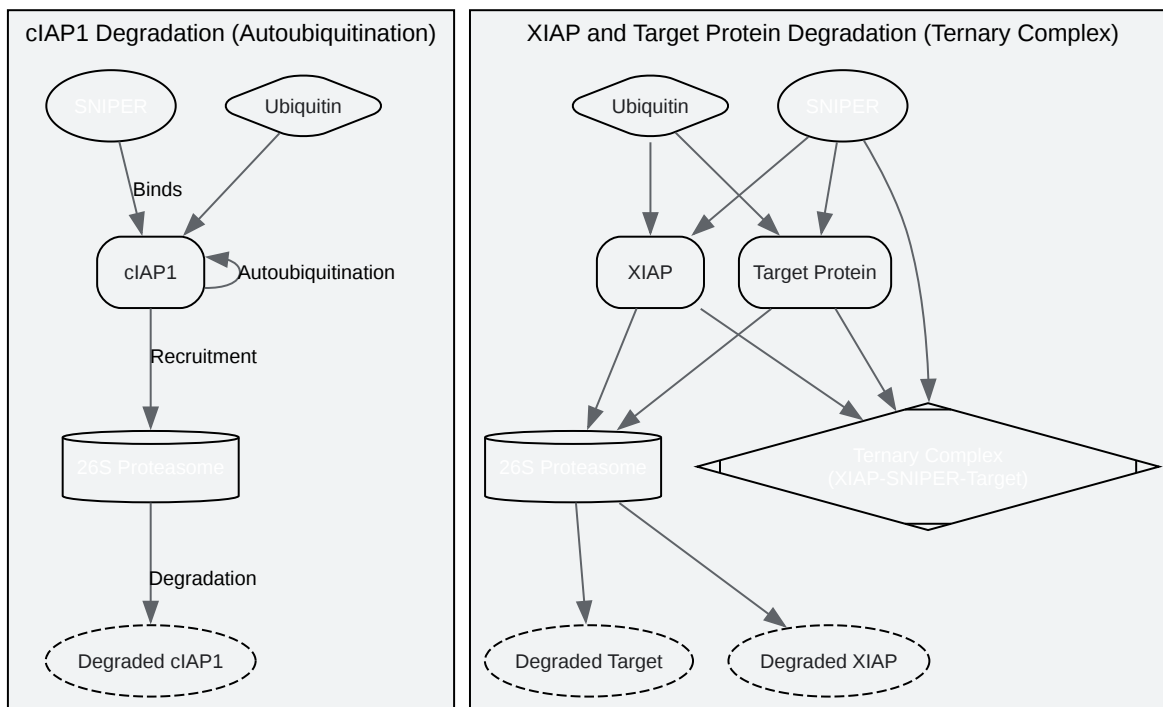 cIAP1 Degradation (Autoubiquitination)
SNIPER
Ubiquitin
Binds
cIAP1
Autoubiquitination
Recruitment
26S Proteasome
Degradation
Degraded cIAP1
XIAP and Target Protein Degradation (Ternary Complex)
Ubiquitin
SNIPER
XIAP
Target Protein
26S Proteasome
Ternary Complex
(XIAP-SNIPER-Target)
Degraded Target
Degraded XIAP